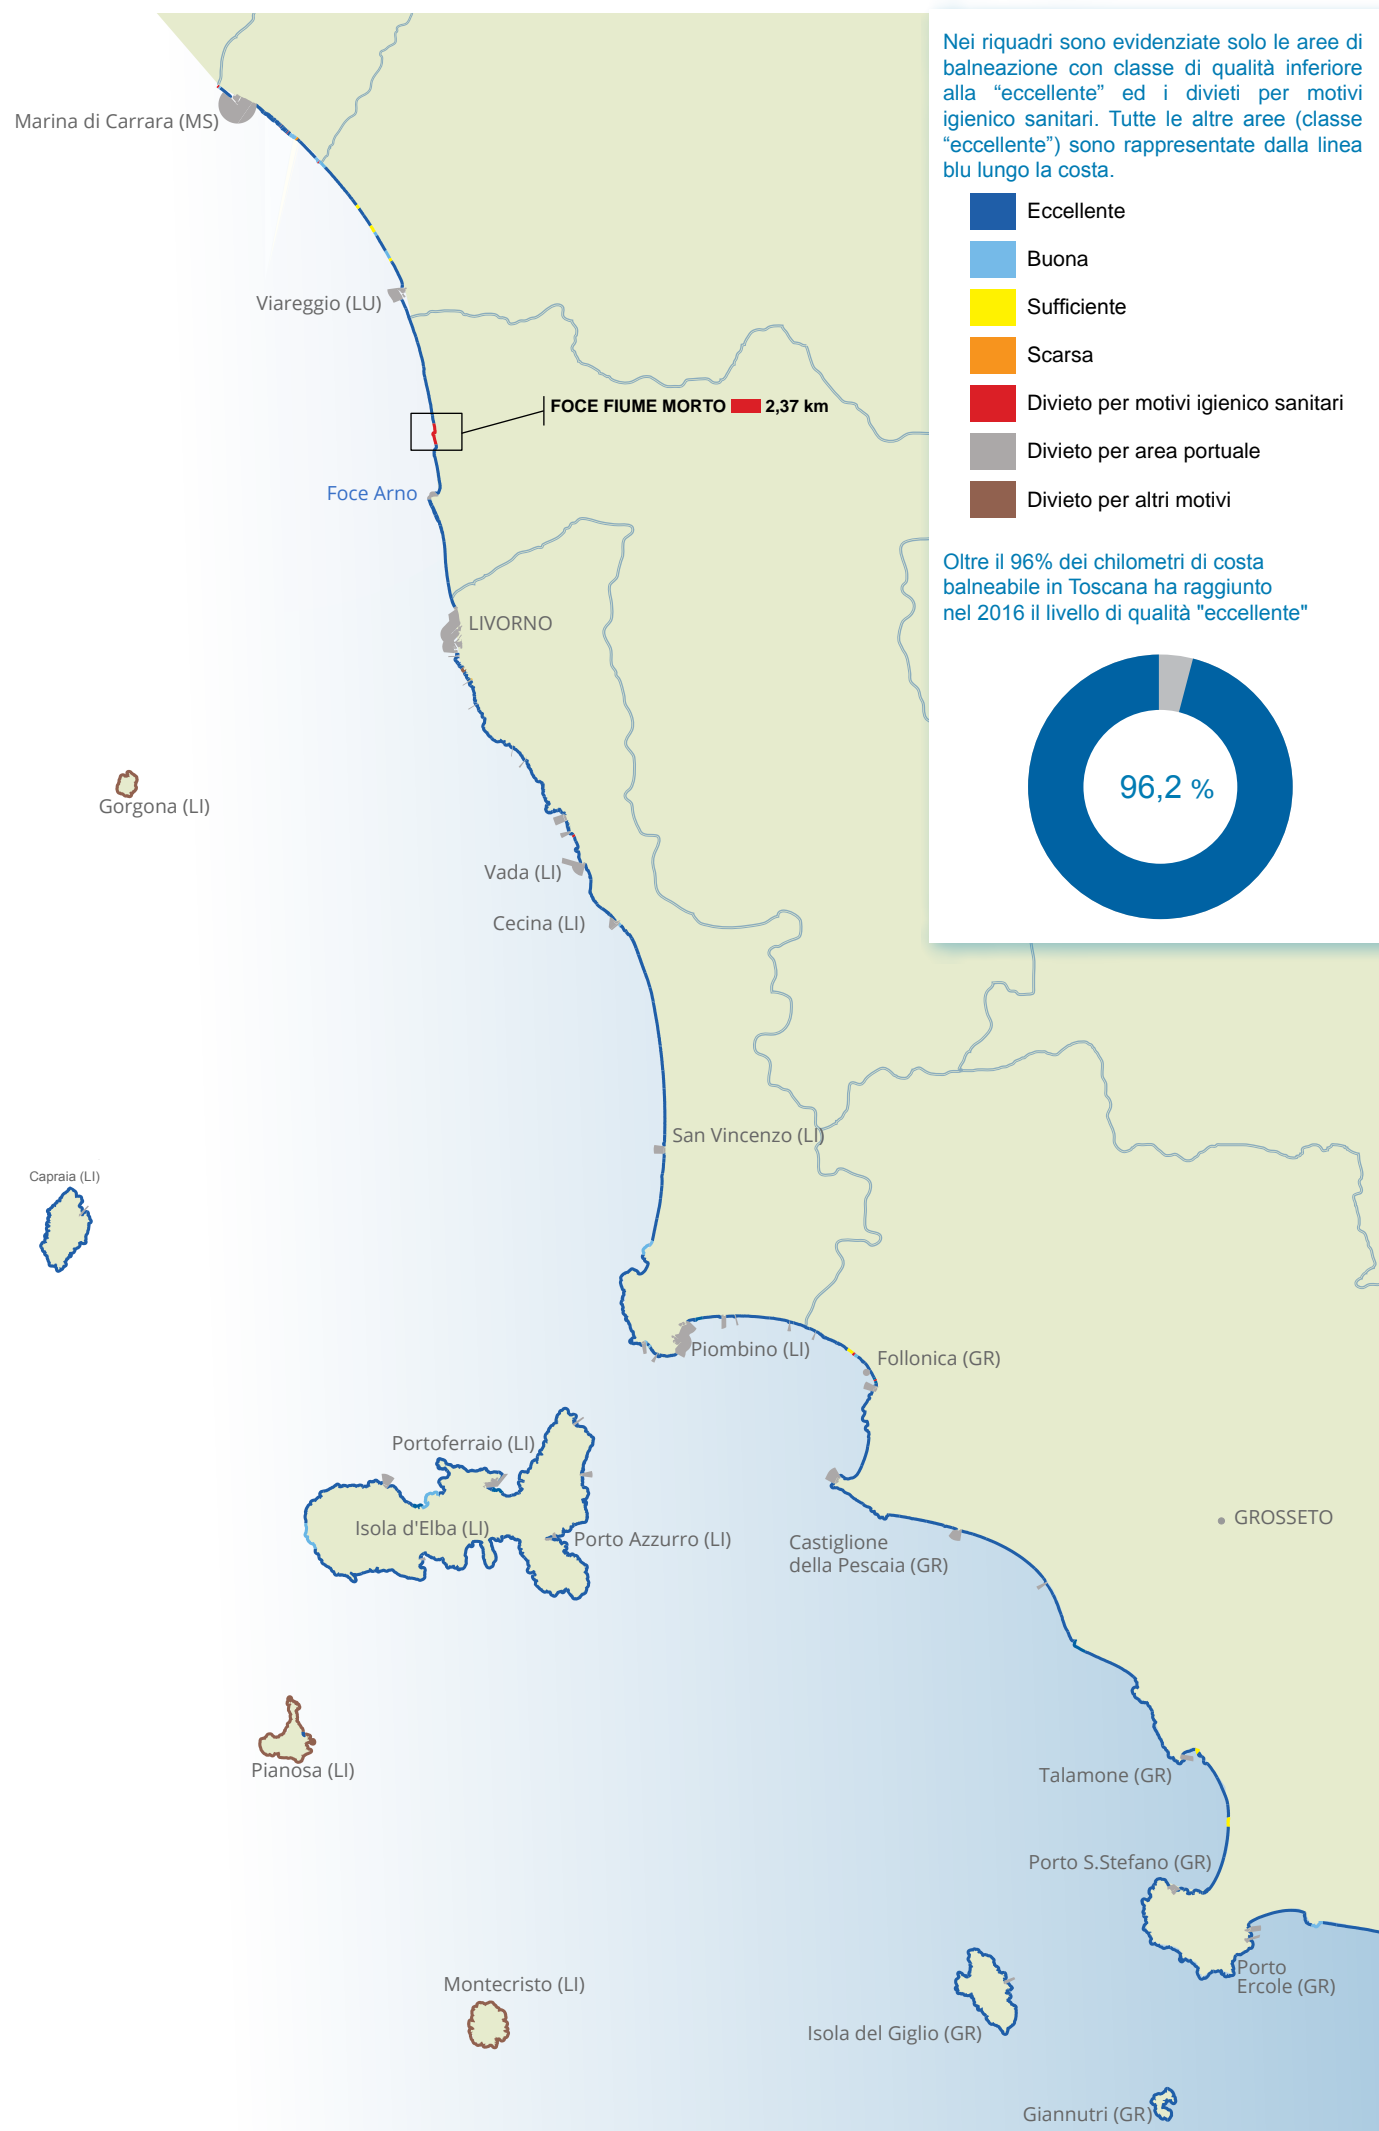 Nei riquadri sono evidenziate solo le aree di
balneazione con classe di qualità inferiore
alla “eccellente” ed i divieti per motivi
igienico sanitari. Tutte le altre aree (classe
“eccellente”) sono rappresentate dalla linea
blu lungo la costa.
Eccellente
Buona
Sufficiente
Scarsa
Divieto per motivi igienico sanitari
Divieto per area portuale
Divieto per altri motivi
Oltre il 96% dei chilometri di costa
balneabile in Toscana ha raggiunto
nel 2016 il livello di qualità "eccellente"
96,2 %
Marina di Carrara (MS)
Viareggio (LU)
FOCE FIUME MORTO 2,37 km
Foce Arno
LIVORNO
Gorgona (LI)
Vada (LI)
Cecina (LI)
San Vincenzo (LI)
Capraia (LI)
Piombino (LI)
Follonica (GR)
Portoferraio (LI)
Isola d'Elba (LI)
Porto Azzurro (LI)
Castiglione
della Pescaia (GR)
GROSSETO
Pianosa (LI)
Talamone (GR)
Porto S.Stefano (GR)
Porto
Ercole (GR)
Montecristo (LI)
Isola del Giglio (GR)
Giannutri (GR)